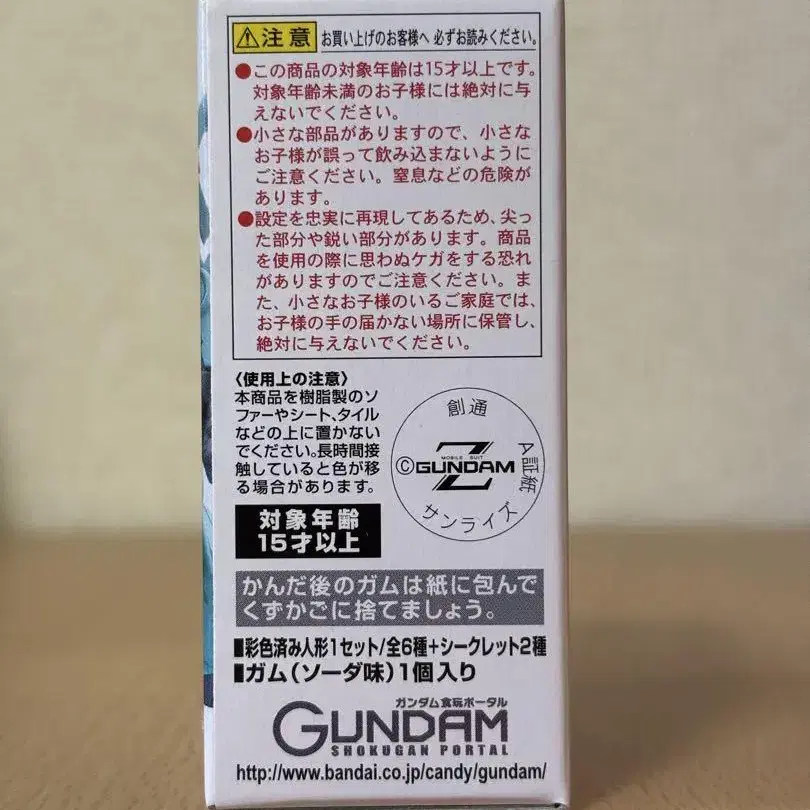 ⚠注意 お買い上げのお客様へ 必ずお読みください。
●この商品の対象年齢は15才以上です。
対象年齢未満のお子様には絶対に与
えないでください。
●小さな部品がありますので、小さな
お子様が誤って飲み込まないように
ご注意ください。窒息などの危険が
あります。
●設定を忠実に再現してあるため、尖っ
た部分や鋭い部分があります。商品
を使用の際に思わぬケガをする恐れ
がありますのでご注意ください。ま
た、小さなお子様のいるご家庭では、
お子様の手の届かない場所に保管し、
絶対に与えないでください。
〈使用上の注意〉
本商品を樹脂製のソ
ファーやシート、タイル
などの上に置かない
でください。長時間接
触していると色が移
る場合があります。
対象年齢
15才以上
創通
A証紙
サンライズ
MOBILE SUIT
Z
©GUNDAM
かんだ後のガムは紙に包んで
くずかごに捨てましょう。
■彩色済み人形1セット/全6種+シークレット2種
■ガム(ソーダ味)1個入り
ガンダム食玩ポータル
GUNDAM
SHOKUGAN PORTAL
http://www.bandai.co.jp/candy/gundam/